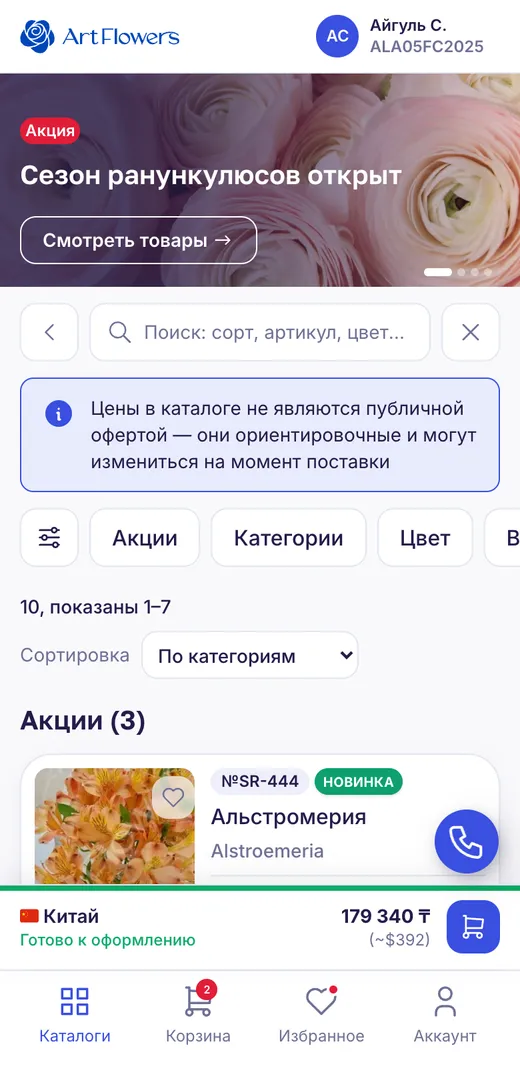 ArtFlowers
АС
Айгуль С.
ALA05FC2025
Акция
Сезон ранункулюсов открыт
Смотреть товары →
Поиск: сорт, артикул, цвет...
Цены в каталоге не являются публичной
офертой — они ориентировочные и могут
измениться на момент поставки
Акции
Категории
Цвет
В
10, показаны 1–7
Сортировка
По категориям
Акции (3)
№SR-444
НОВИНКА
Альстромерия
Alstroemeria
Китай
179 340 ₸
Готово к оформлению
(~$392)
2
Каталоги
Корзина
Избранное
Аккаунт